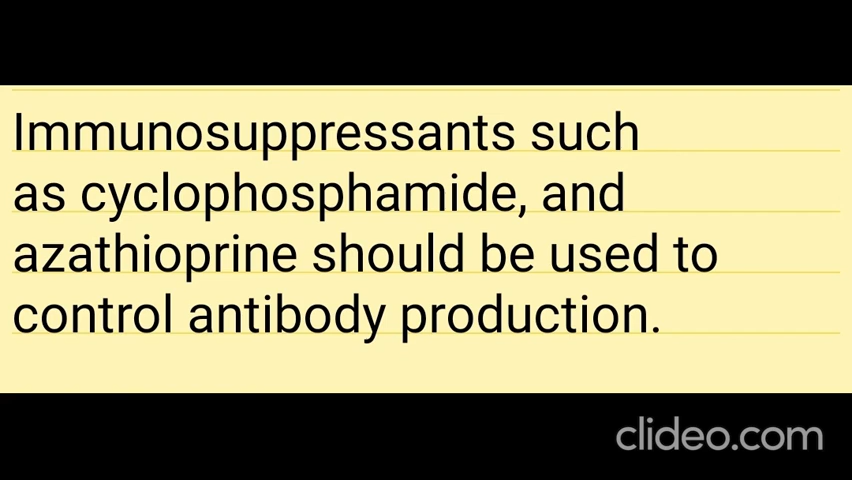 Immunosuppressants such
as cyclophosphamide, and
azathioprine should be used to
control antibody production.
clideo.com